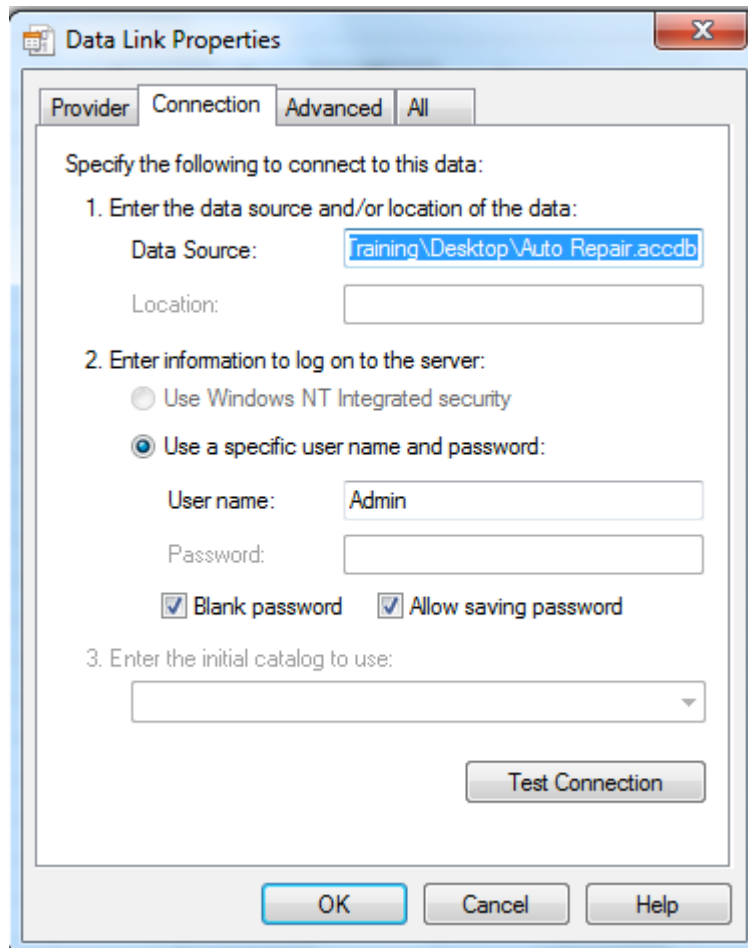 Data Link Properties
Provider Connection Advanced All
Specify the following to connect to this data:
1. Enter the data source and/or location of the data:
Data Source: Training\Desktop\Auto Repair.accdb
Location:
2. Enter information to log on to the server:
Use Windows NT Integrated security
Use a specific user name and password:
User name: Admin
Password:
Blank password Allow saving password
3. Enter the initial catalog to use:
Test Connection
OK Cancel Help